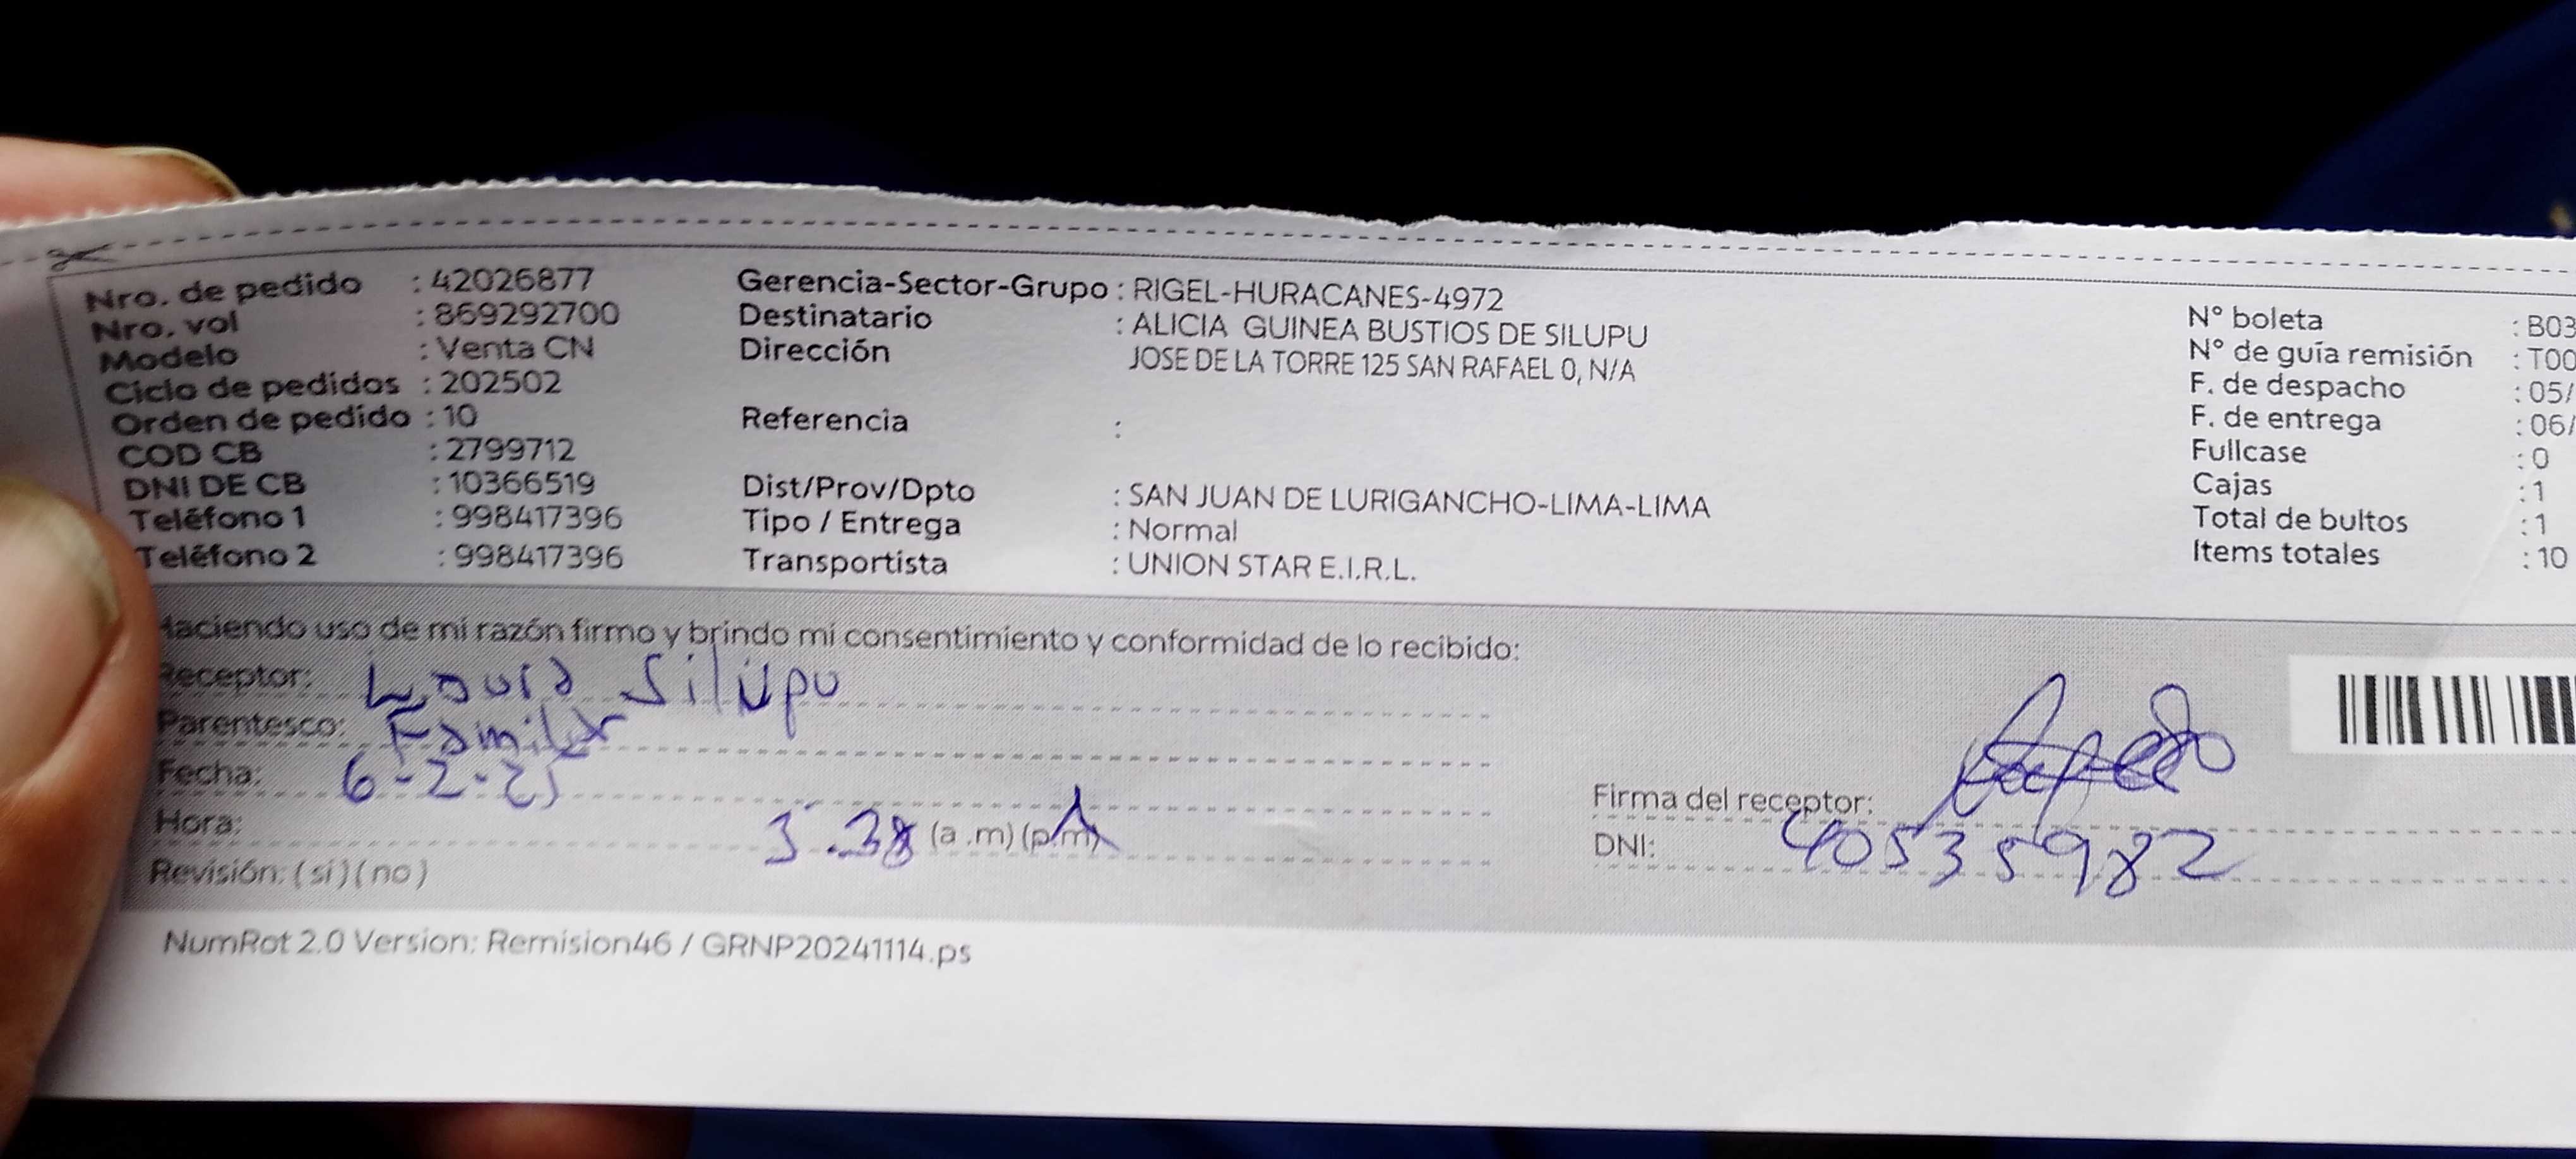 Nro. de pedido : 42026877
Nro. vol : 869292700
Modelo : Venta CN
Ciclo de pedidos : 202502
Orden de pedido : 10
COD CB : 2799712
DNI DE CB : 10366519
Teléfono 1 : 998417396
Teléfono 2 : 998417396
Gerencia-Sector-Grupo : RIGEL-HURACANES-4972
Destinatario : ALICIA GUINEA BUSTIOS DE SILUPU
Dirección JOSE DE LA TORRE 125 SAN RAFAEL 0, N/A
Referencia :
Dist/Prov/Dpto : SAN JUAN DE LURIGANCHO-LIMA-LIMA
Tipo / Entrega : Normal
Transportista : UNION STAR E.I.R.L.
N° boleta : B03
N° de guía remisión : T00
F. de despacho : 05/
F. de entrega : 06/
Fullcase : 0
Cajas : 1
Total de bultos : 1
Items totales : 10
Haciendo uso de mi razón firmo y brindo mi consentimiento y conformidad de lo recibido:
Receptor: Silupu
Parentesco: Familiar
Fecha: 6-2-25
Hora: (a.m)(p.m)
Revisión: (si)(no)
Firma del receptor:
DNI: 40535982
NumRot 2.0 Version: Remision46 / GRNP20241114.ps